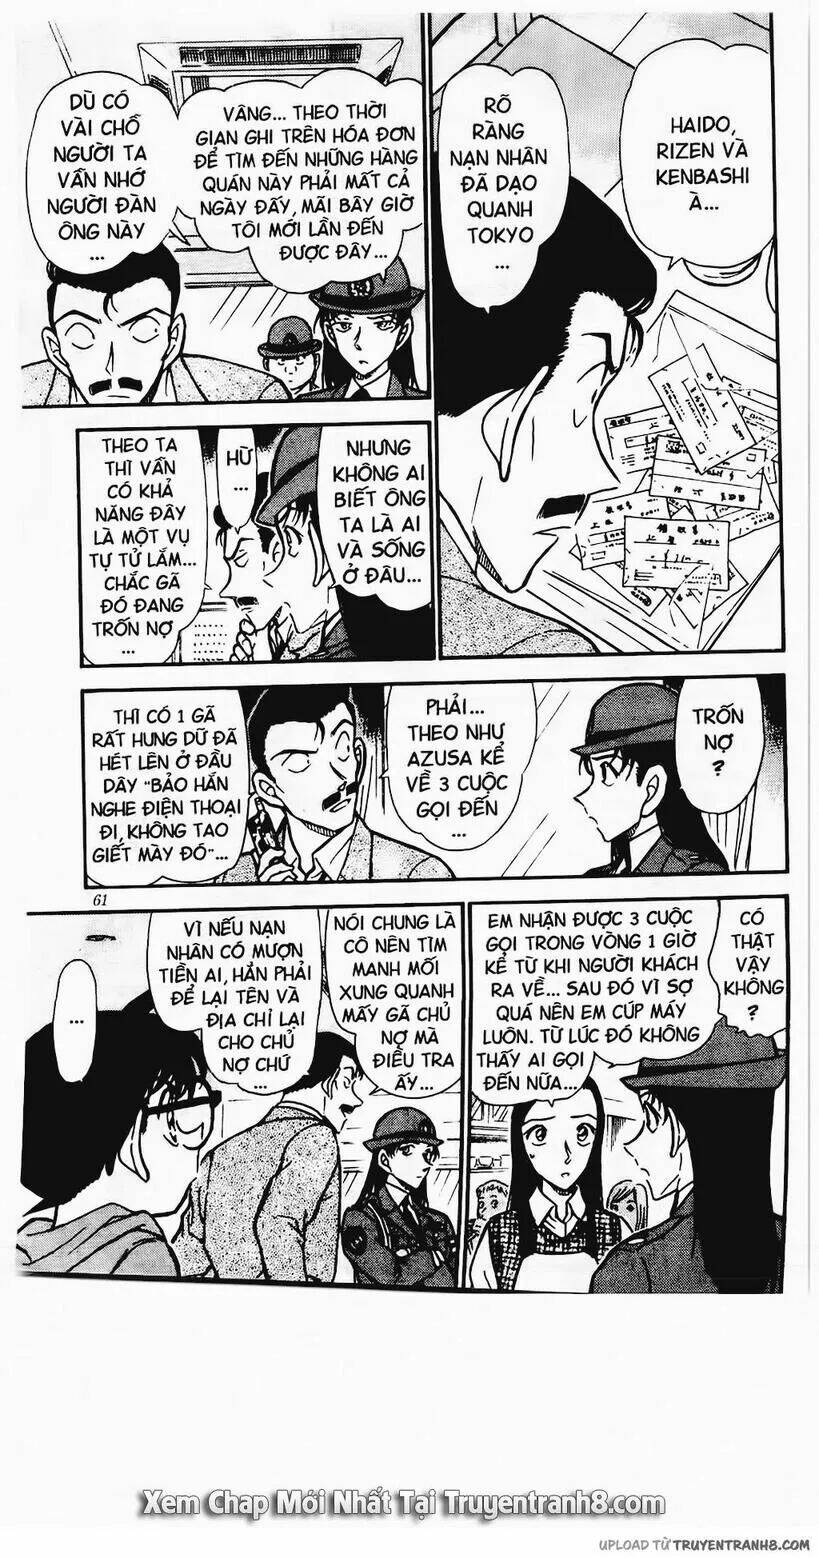 HAIDO,
RIZEN VÀ
KENBASHI
À...
RÕ
RÀNG
NẠN NHÂN
ĐÃ DẠO
QUANH
TOKYO
...
VÂNG... THEO THỜI
GIAN GHI TRÊN HÓA ĐƠN
ĐỂ TÌM ĐẾN NHỮNG HÀNG
QUÁN NÀY PHẢI MẤT CẢ
NGÀY ĐẤY, MÃI BÂY GIỜ
TÔI MỚI LẦN ĐẾN
ĐƯỢC ĐÂY...
DÙ CÓ
VÀI CHỖ
NGƯỜI TA
VẪN NHỚ
NGƯỜI ĐÀN
ÔNG NÀY
...
NHƯNG
KHÔNG AI
BIẾT ÔNG
TA LÀ AI
VÀ SỐNG
Ở ĐÂU...
HỪ
...
THEO TA
THÌ VẪN
CÓ KHẢ
NĂNG ĐÂY
LÀ MỘT VỤ
TỰ TỬ LẮM...
CHẮC GÃ
ĐÓ ĐANG
TRỐN NỢ
...
TRỐN
NỢ
?
PHẢI...
THEO NHƯ
AZUSA KỂ
VỀ 3 CUỘC
GỌI ĐẾN
...
THÌ CÓ 1 GÃ
RẤT HUNG DỮ ĐÃ
HÉT LÊN Ở ĐẦU
DÂY "BẢO HẮN
NGHE ĐIỆN THOẠI
ĐI, KHÔNG TAO
GIẾT MÀY ĐÓ"...
61
CÓ
THẬT
VẬY
KHÔNG
?
EM NHẬN ĐƯỢC 3 CUỘC
GỌI TRONG VÒNG 1 GIỜ
KỂ TỪ KHI NGƯỜI KHÁCH
RA VỀ... SAU ĐÓ VÌ SỢ
QUÁ NÊN EM CÚP MÁY
LUÔN. TỪ LÚC ĐÓ KHÔNG
THẤY AI GỌI
ĐẾN NỮA...
NÓI CHUNG LÀ
CÔ NÊN TÌM
MANH MỐI
XUNG QUANH
MẤY GÃ CHỦ
NỢ MÀ
ĐIỀU TRA
ẤY...
VÌ NẾU NẠN
NHÂN CÓ MƯỢN
TIỀN AI, HẲN PHẢI
ĐỂ LẠI TÊN VÀ
ĐỊA CHỈ LẠI
CHO CHỦ
NỢ CHỨ
...
...
Xem Chap Mới Nhất Tại Truyentranh8.com
UPLOAD TỪ TRUYENTRANH8.COM